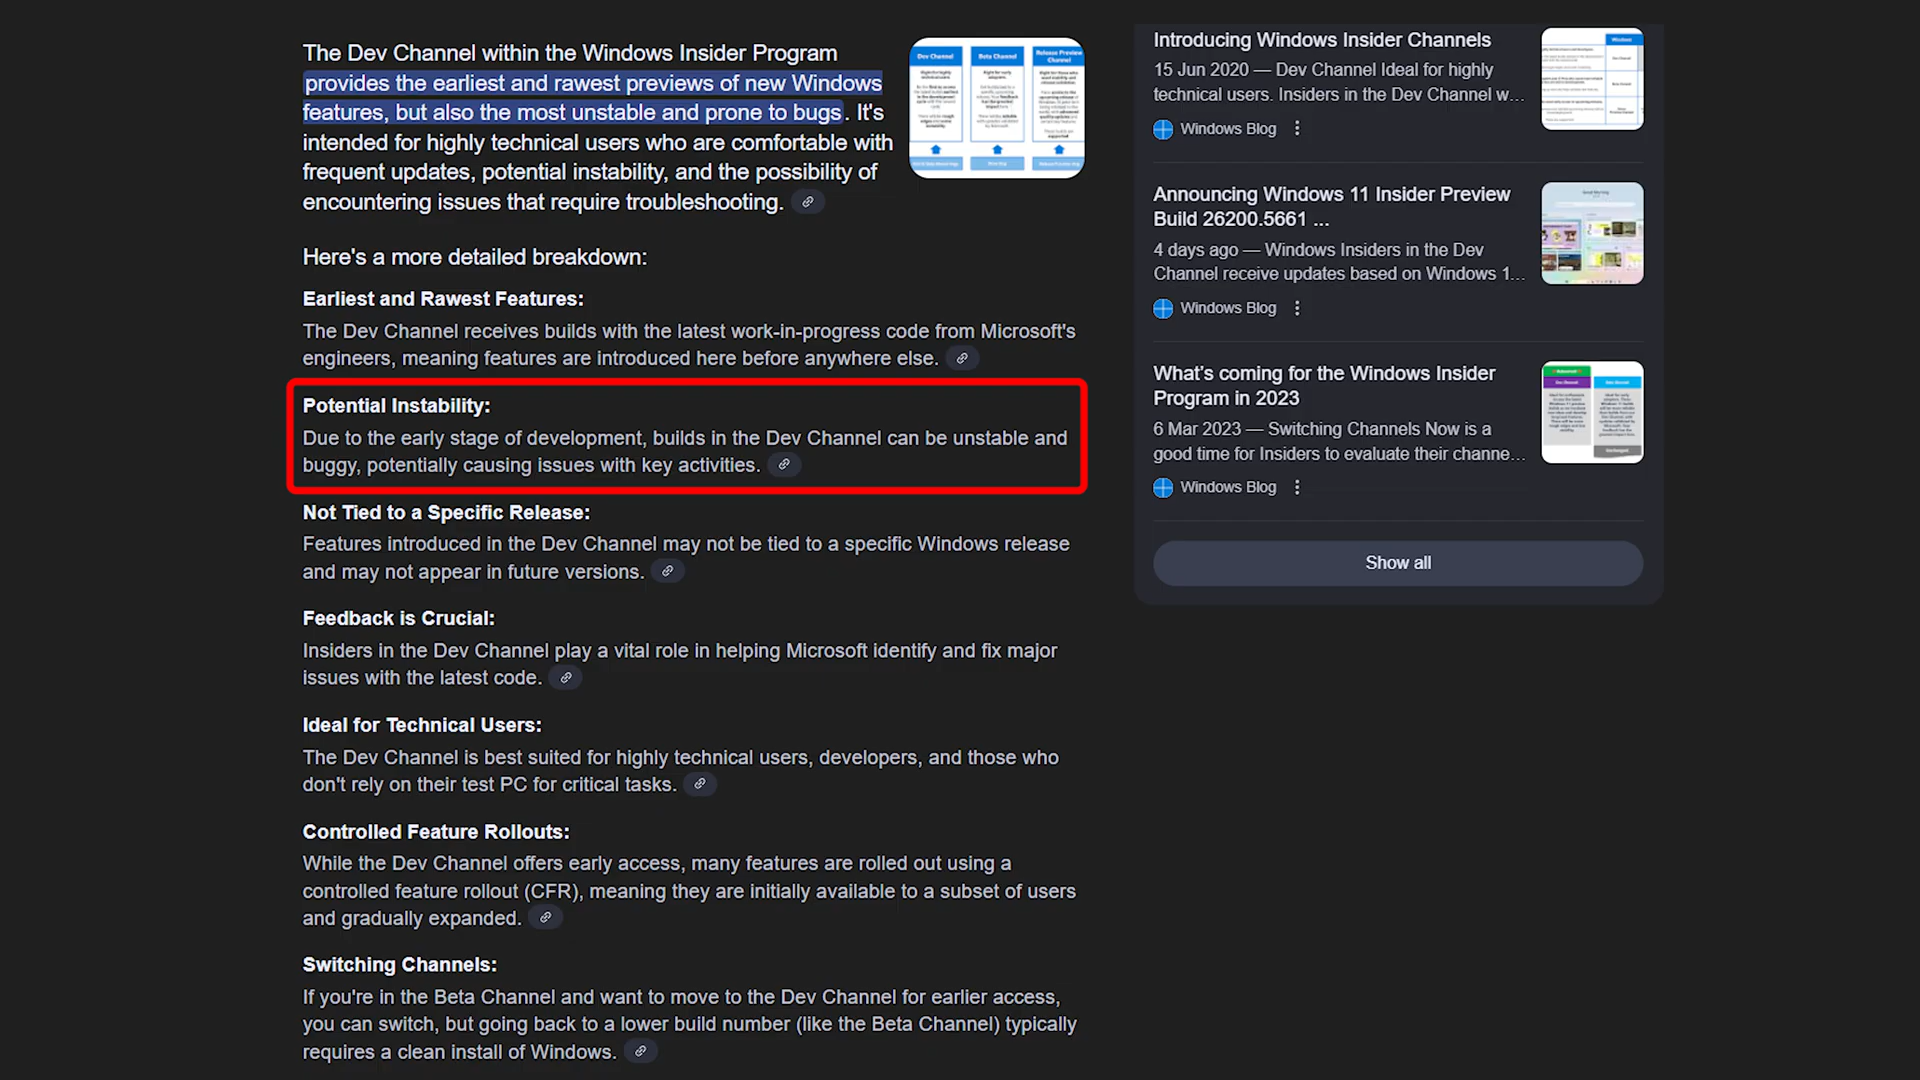 The Dev Channel within the Windows Insider Program
provides the earliest and rawest previews of new Windows
features, but also the most unstable and prone to bugs. It's
intended for highly technical users who are comfortable with
frequent updates, potential instability, and the possibility of
encountering issues that require troubleshooting.
Dev Channel
Beta Channel
Release Preview
Channel
Here's a more detailed breakdown:
Earliest and Rawest Features:
The Dev Channel receives builds with the latest work-in-progress code from Microsoft's
engineers, meaning features are introduced here before anywhere else.
Potential Instability:
Due to the early stage of development, builds in the Dev Channel can be unstable and
buggy, potentially causing issues with key activities.
Not Tied to a Specific Release:
Features introduced in the Dev Channel may not be tied to a specific Windows release
and may not appear in future versions.
Feedback is Crucial:
Insiders in the Dev Channel play a vital role in helping Microsoft identify and fix major
issues with the latest code.
Ideal for Technical Users:
The Dev Channel is best suited for highly technical users, developers, and those who
don't rely on their test PC for critical tasks.
Controlled Feature Rollouts:
While the Dev Channel offers early access, many features are rolled out using a
controlled feature rollout (CFR), meaning they are initially available to a subset of users
and gradually expanded.
Switching Channels:
If you're in the Beta Channel and want to move to the Dev Channel for earlier access,
you can switch, but going back to a lower build number (like the Beta Channel) typically
requires a clean install of Windows.
Introducing Windows Insider Channels
15 Jun 2020 — Dev Channel Ideal for highly
technical users. Insiders in the Dev Channel w...
Windows Blog
Announcing Windows 11 Insider Preview
Build 26200.5661 ...
4 days ago — Windows Insiders in the Dev
Channel receive updates based on Windows 1...
Windows Blog
What's coming for the Windows Insider
Program in 2023
6 Mar 2023 — Switching Channels Now is a
good time for Insiders to evaluate their channe...
Windows Blog
Show all